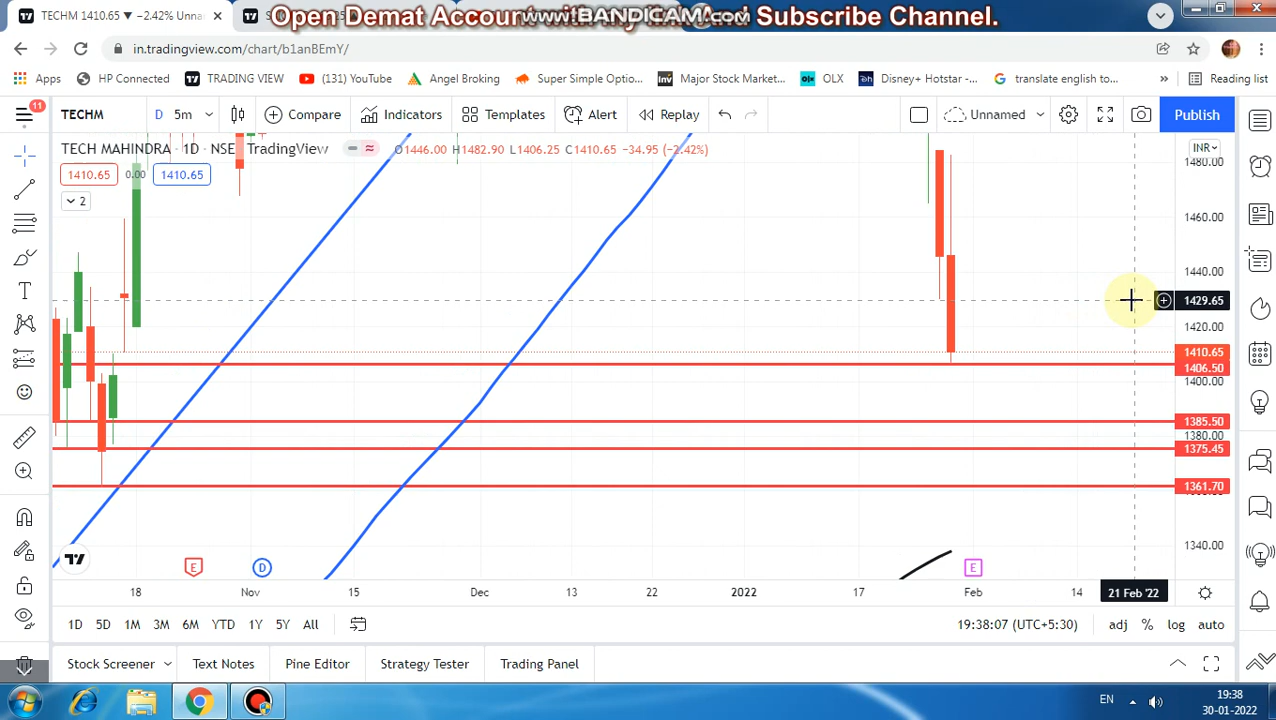 TECHM 1410.65 ▼ −2.42% Unna
Open Demat Account with my link and Subscribe Channel.
WWW.BANDICAM.COM
in.tradingview.com/chart/b1anBEmY/
Apps HP Connected TRADING VIEW (131) YouTube Angel Broking Super Simple Optio... Major Stock Market... OLX Disney+ Hotstar -... translate english to... » Reading list
11 TECHM D 5m Compare Indicators Templates Alert Replay Unnamed Publish
TECH MAHINDRA · 1D · NSE TradingView O1446.00 H1482.90 L1406.25 C1410.65 −34.95 (−2.42%) INR
1410.65 0.00 1410.65
2
1480.00
1460.00
1440.00
1429.65
1420.00
1410.65
1406.50
1400.00
1385.50
1380.00
1375.45
1361.70
1340.00
E D E
18 Nov 15 Dec 13 22 2022 17 Feb 14 21 Feb '22
1D 5D 1M 3M 6M YTD 1Y 5Y All 19:38:07 (UTC+5:30) adj % log auto
Stock Screener Text Notes Pine Editor Strategy Tester Trading Panel
EN 19:38
30-01-2022